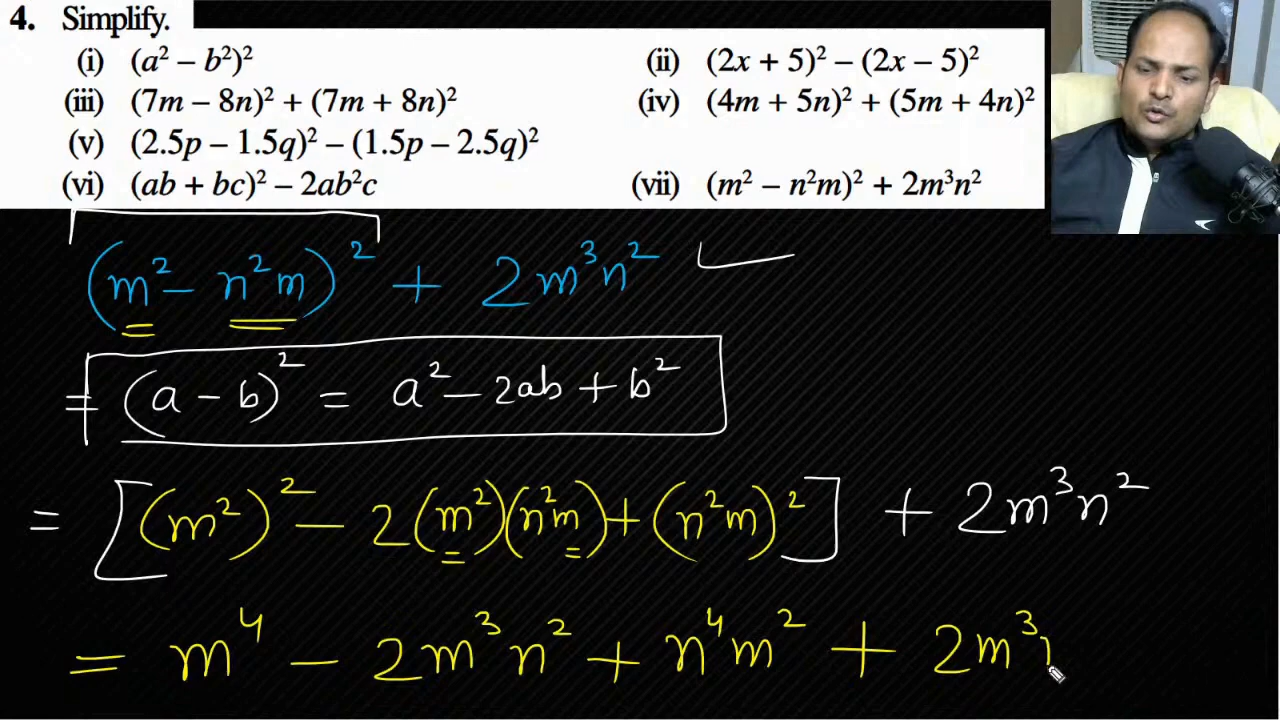 4. Simplify.
(i) (a² – b²)² (ii) (2x + 5)² – (2x – 5)²
(iii) (7m – 8n)² + (7m + 8n)² (iv) (4m + 5n)² + (5m + 4n)²
(v) (2.5p – 1.5q)² – (1.5p – 2.5q)²
(vi) (ab + bc)² – 2ab²c (vii) (m² – n²m)² + 2m³n²
(m² – n²m)² + 2m³n²
= (a – b)² = a² – 2ab + b²
= [(m²)² – 2(m²)(n²m) + (n²m)²] + 2m³n²
= m⁴ – 2m³n² + n⁴m² + 2m³